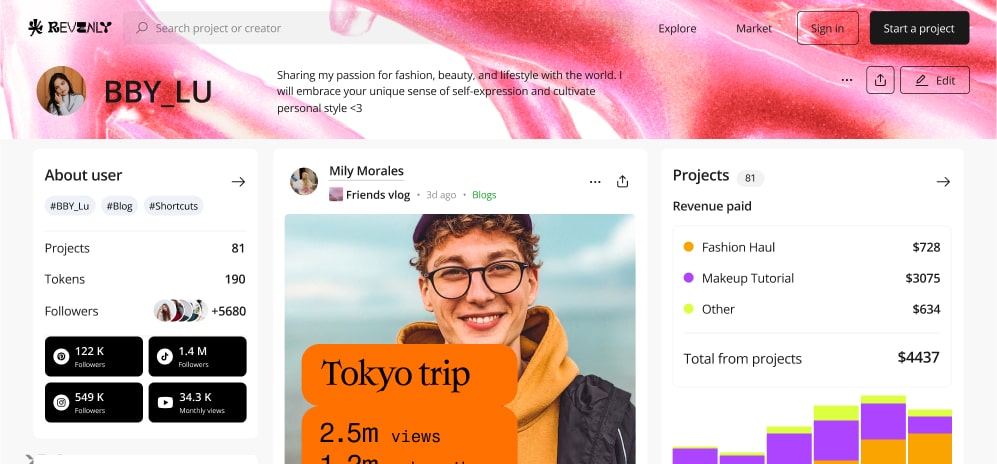 REVENLY
Search project or creator
Explore
Market
Sign in
Start a project
BBY_LU
Sharing my passion for fashion, beauty, and lifestyle with the world. I
will embrace your unique sense of self-expression and cultivate
personal style <3
Edit
About user
#BBY_Lu #Blog #Shortcuts
Projects 81
Tokens 190
Followers +5680
122 K
Followers
1.4 M
Followers
549 K
Followers
34.3 K
Monthly views
Mily Morales
Friends vlog • 3d ago • Blogs
Tokyo trip
2.5m views
Projects 81
Revenue paid
Fashion Haul $728
Makeup Tutorial $3075
Other $634
Total from projects $4437